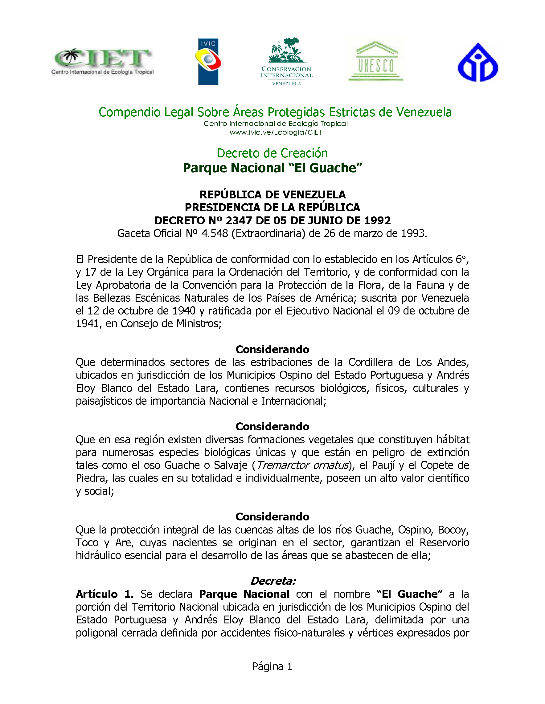 CIET
Centro Internacional de Ecología Tropical
IVIC
CONSERVACION
INTERNACIONAL
VENEZUELA
UNESCO
Compendio Legal Sobre Áreas Protegidas Estrictas de Venezuela
Centro Internacional de Ecología Tropical
www.ivic.ve/Ecologia/CIET
Decreto de Creación
Parque Nacional “El Guache”
REPÚBLICA DE VENEZUELA
PRESIDENCIA DE LA REPÚBLICA
DECRETO Nº 2347 DE 05 DE JUNIO DE 1992
Gaceta Oficial Nº 4.548 (Extraordinaria) de 26 de marzo de 1993.
El Presidente de la República de conformidad con lo establecido en los Artículos 6°,
y 17 de la Ley Orgánica para la Ordenación del Territorio, y de conformidad con la
Ley Aprobatoria de la Convención para la Protección de la Flora, de la Fauna y de
las Bellezas Escénicas Naturales de los Países de América; suscrita por Venezuela
el 12 de octubre de 1940 y ratificada por el Ejecutivo Nacional el 09 de octubre de
1941, en Consejo de Ministros;
Considerando
Que determinados sectores de las estribaciones de la Cordillera de Los Andes,
ubicados en jurisdicción de los Municipios Ospino del Estado Portuguesa y Andrés
Eloy Blanco del Estado Lara, contienes recursos biológicos, físicos, culturales y
paisajísticos de importancia Nacional e Internacional;
Considerando
Que en esa región existen diversas formaciones vegetales que constituyen hábitat
para numerosas especies biológicas únicas y que están en peligro de extinción
tales como el oso Guache o Salvaje (Tremarctor ornatus), el Paují y el Copete de
Piedra, las cuales en su totalidad e individualmente, poseen un alto valor científico
y social;
Considerando
Que la protección integral de las cuencas altas de los ríos Guache, Ospino, Bocoy,
Toco y Are, cuyas nacientes se originan en el sector, garantizan el Reservorio
hidráulico esencial para el desarrollo de las áreas que se abastecen de ella;
Decreta:
Artículo 1. Se declara Parque Nacional con el nombre “El Guache” a la
porción del Territorio Nacional ubicada en jurisdicción de los Municipios Ospino del
Estado Portuguesa y Andrés Eloy Blanco del Estado Lara, delimitada por una
poligonal cerrada definida por accidentes físico-naturales y vértices expresados por
Página 1